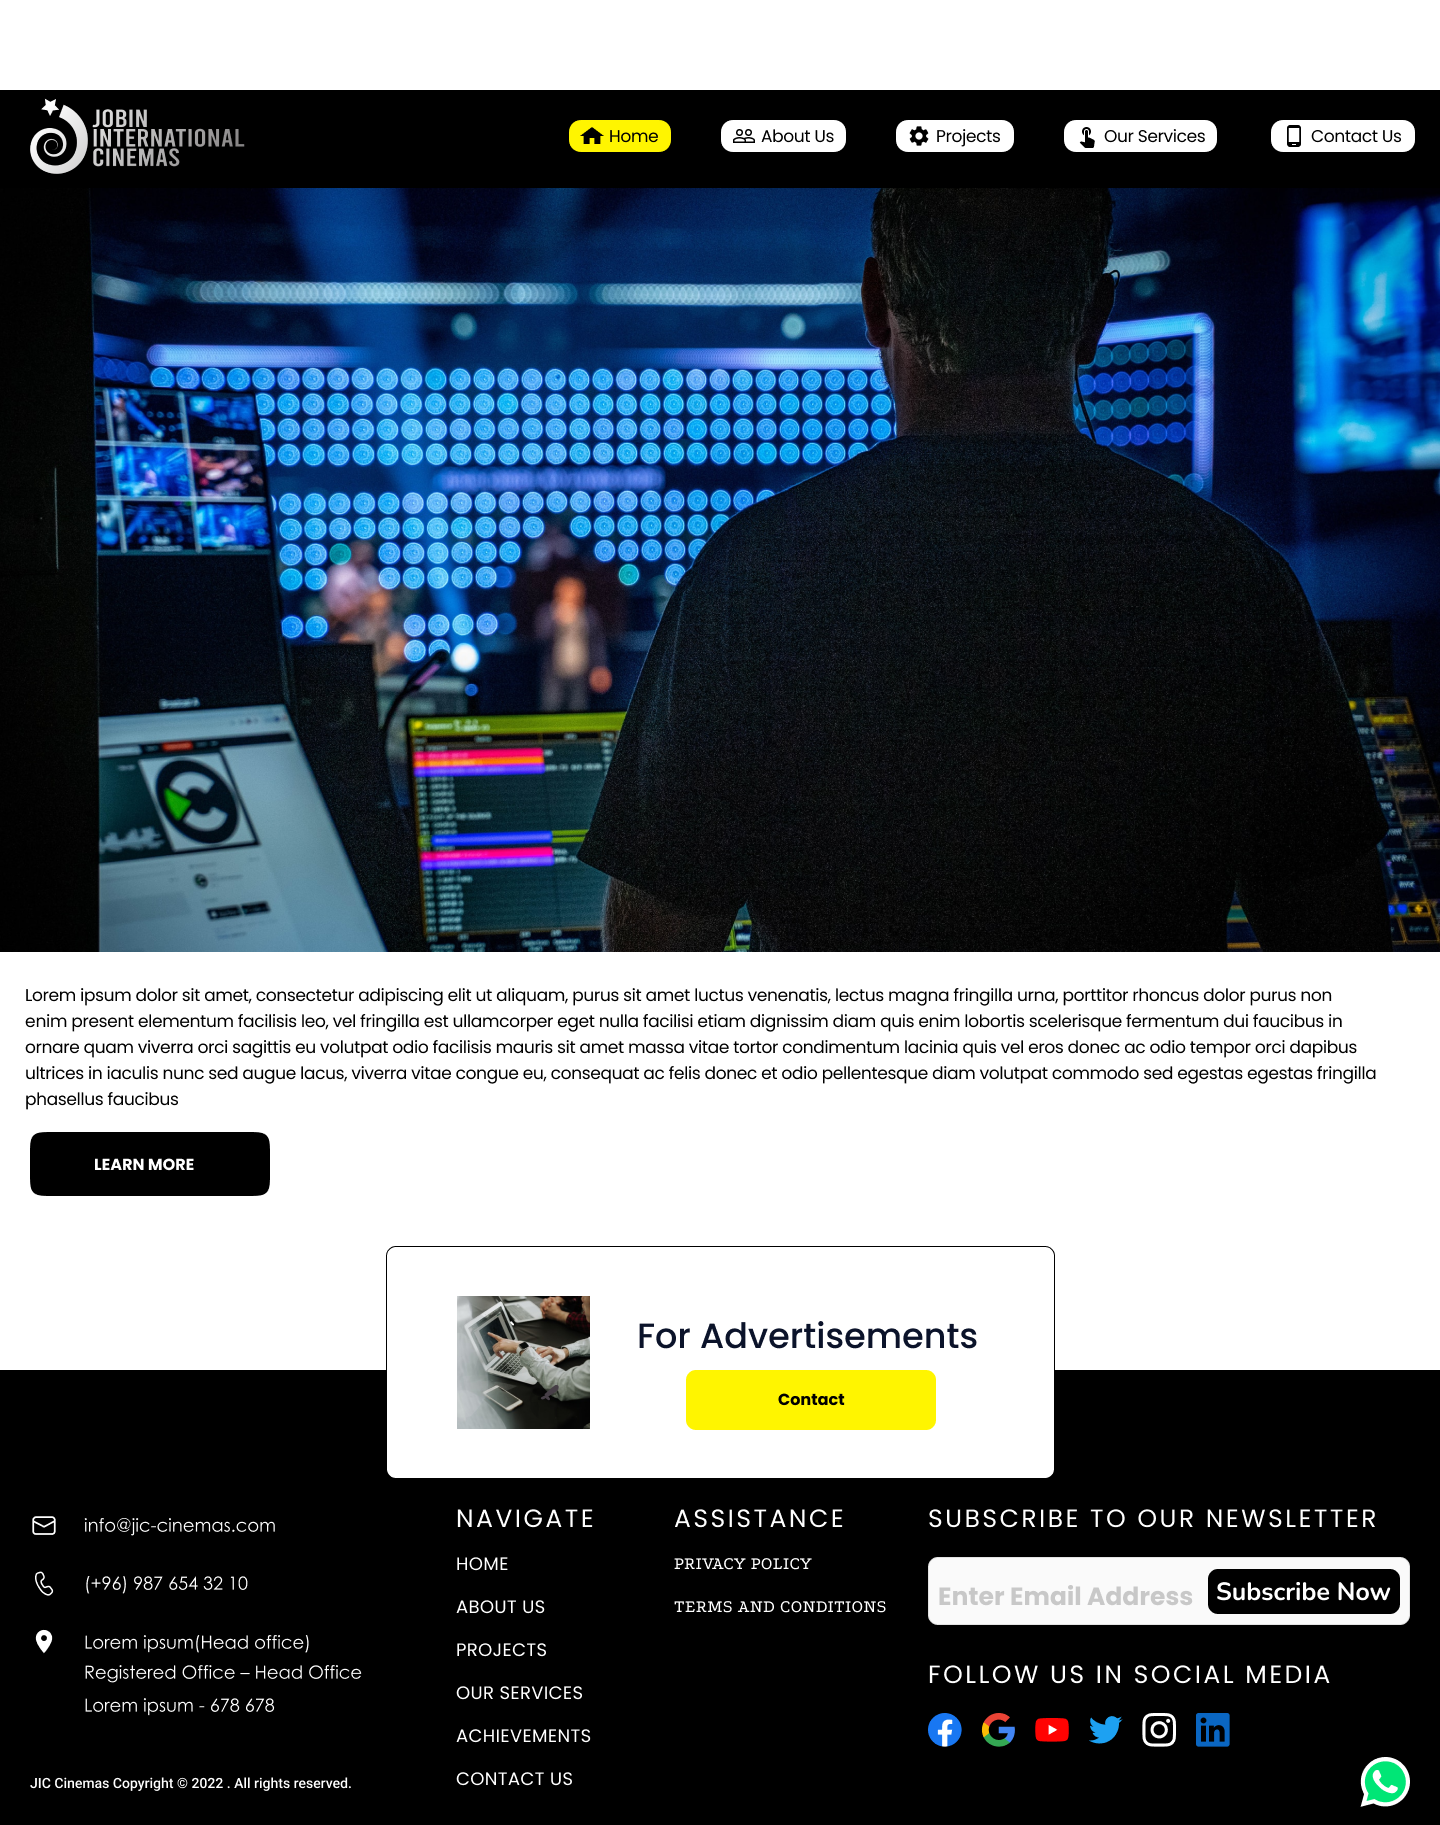 JOBIN
INTERNATIONAL
CINEMAS
Home
About Us
Projects
Our Services
Contact Us
Lorem ipsum dolor sit amet, consectetur adipiscing elit ut aliquam, purus sit amet luctus venenatis, lectus magna fringilla urna, porttitor rhoncus dolor purus non
enim present elementum facilisis leo, vel fringilla est ullamcorper eget nulla facilisi etiam dignissim diam quis enim lobortis scelerisque fermentum dui faucibus in
ornare quam viverra orci sagittis eu volutpat odio facilisis mauris sit amet massa vitae tortor condimentum lacinia quis vel eros donec ac odio tempor orci dapibus
ultrices in iaculis nunc sed augue lacus, viverra vitae congue eu, consequat ac felis donec et odio pellentesque diam volutpat commodo sed egestas egestas fringilla
phasellus faucibus
LEARN MORE
For Advertisements
Contact
info@jic-cinemas.com
(+96) 987 654 32 10
Lorem ipsum(Head office)
Registered Office – Head Office
Lorem ipsum - 678 678
JIC Cinemas Copyright © 2022 . All rights reserved.
NAVIGATE
HOME
ABOUT US
PROJECTS
OUR SERVICES
ACHIEVEMENTS
CONTACT US
ASSISTANCE
PRIVACY POLICY
TERMS AND CONDITIONS
SUBSCRIBE TO OUR NEWSLETTER
Enter Email Address
Subscribe Now
FOLLOW US IN SOCIAL MEDIA